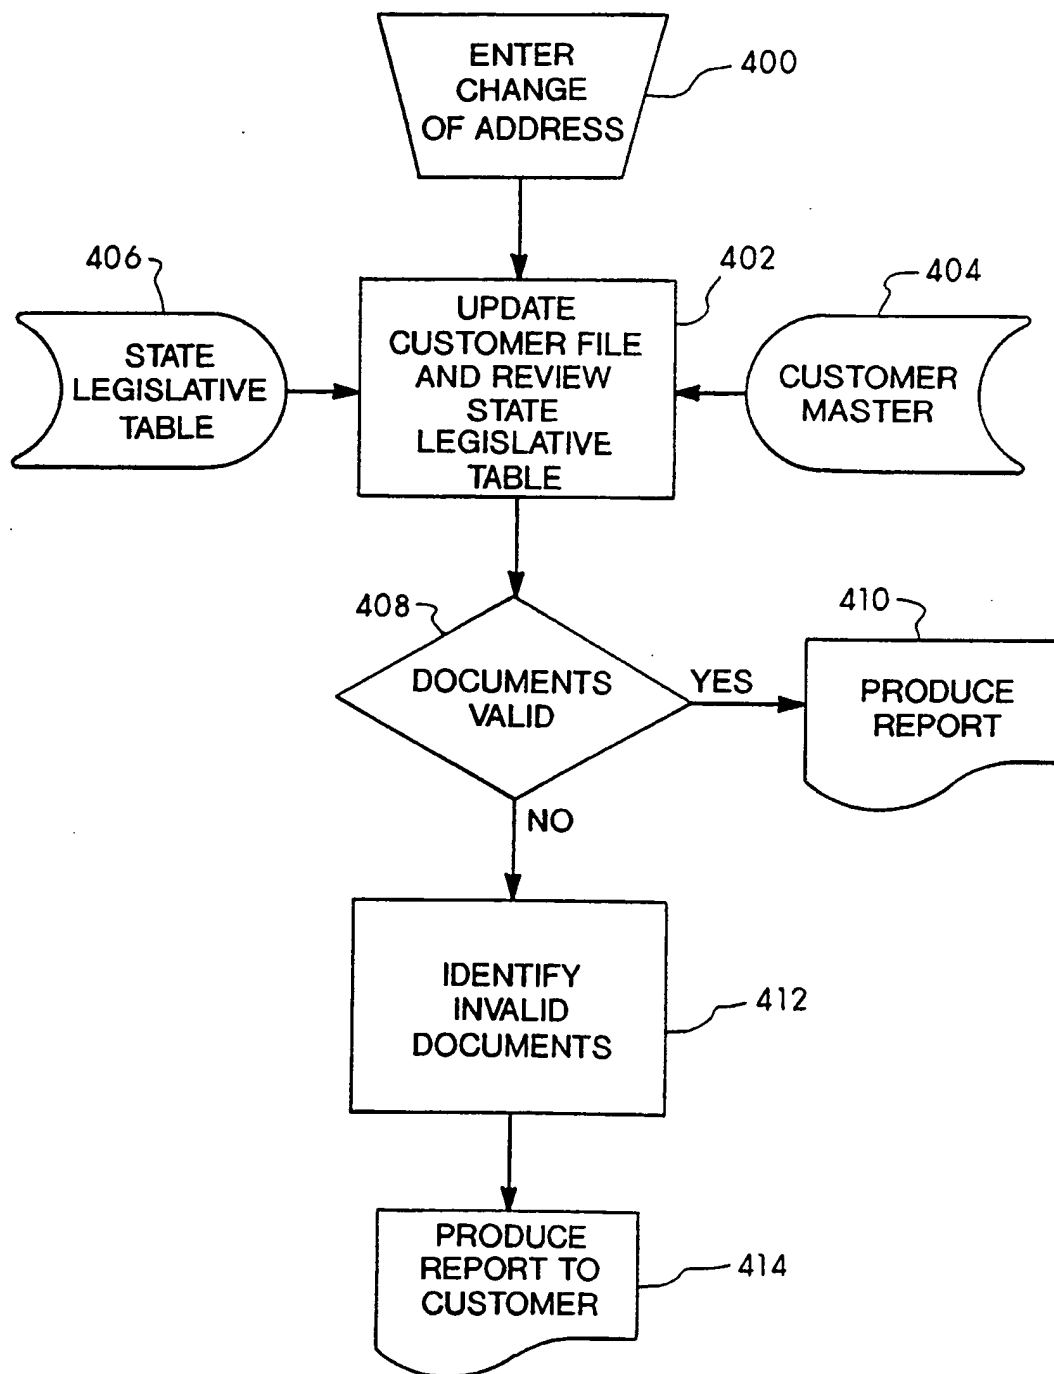 ENTER
CHANGE
OF ADDRESS
400
406
402
404
STATE
LEGISLATIVE
TABLE
UPDATE
CUSTOMER FILE
AND REVIEW
STATE
LEGISLATIVE
TABLE
CUSTOMER
MASTER
408
410
DOCUMENTS
VALID
YES
PRODUCE
REPORT
NO
IDENTIFY
INVALID
DOCUMENTS
412
PRODUCE
REPORT TO
CUSTOMER
414